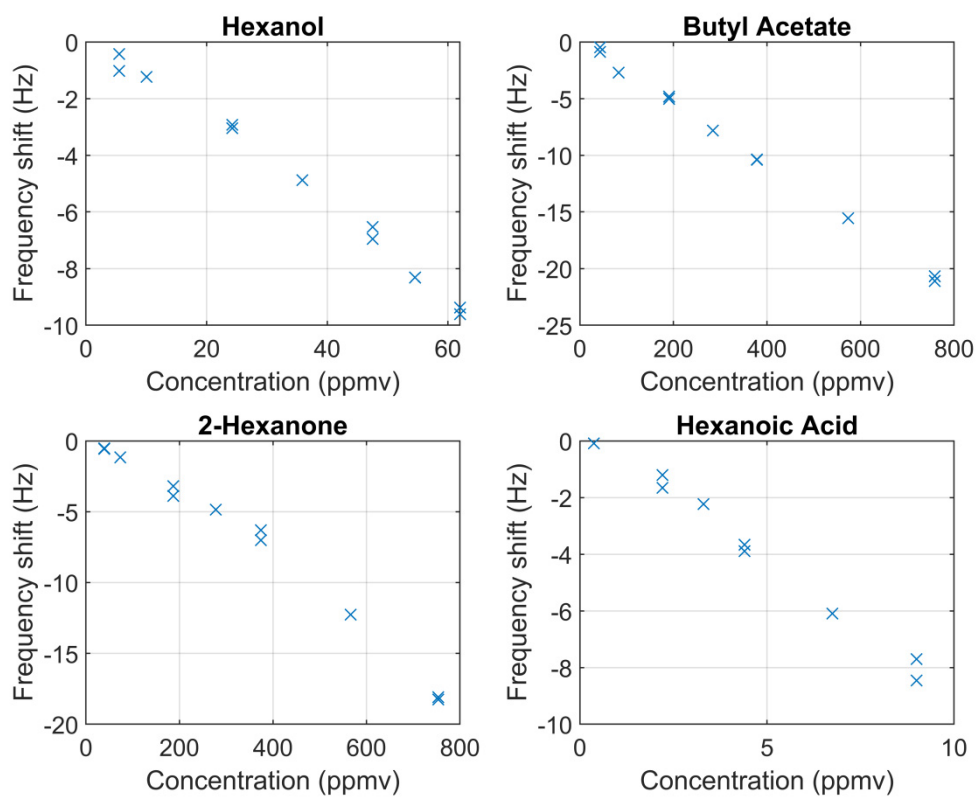 Hexanol
Frequency shift (Hz)
0
-2
-4
-6
-8
-10
0 20 40 60
Concentration (ppmv)
Butyl Acetate
Frequency shift (Hz)
0
-5
-10
-15
-20
-25
0 200 400 600 800
Concentration (ppmv)
2-Hexanone
Frequency shift (Hz)
0
-5
-10
-15
-20
0 200 400 600 800
Concentration (ppmv)
Hexanoic Acid
Frequency shift (Hz)
0
-2
-4
-6
-8
-10
0 5 10
Concentration (ppmv)